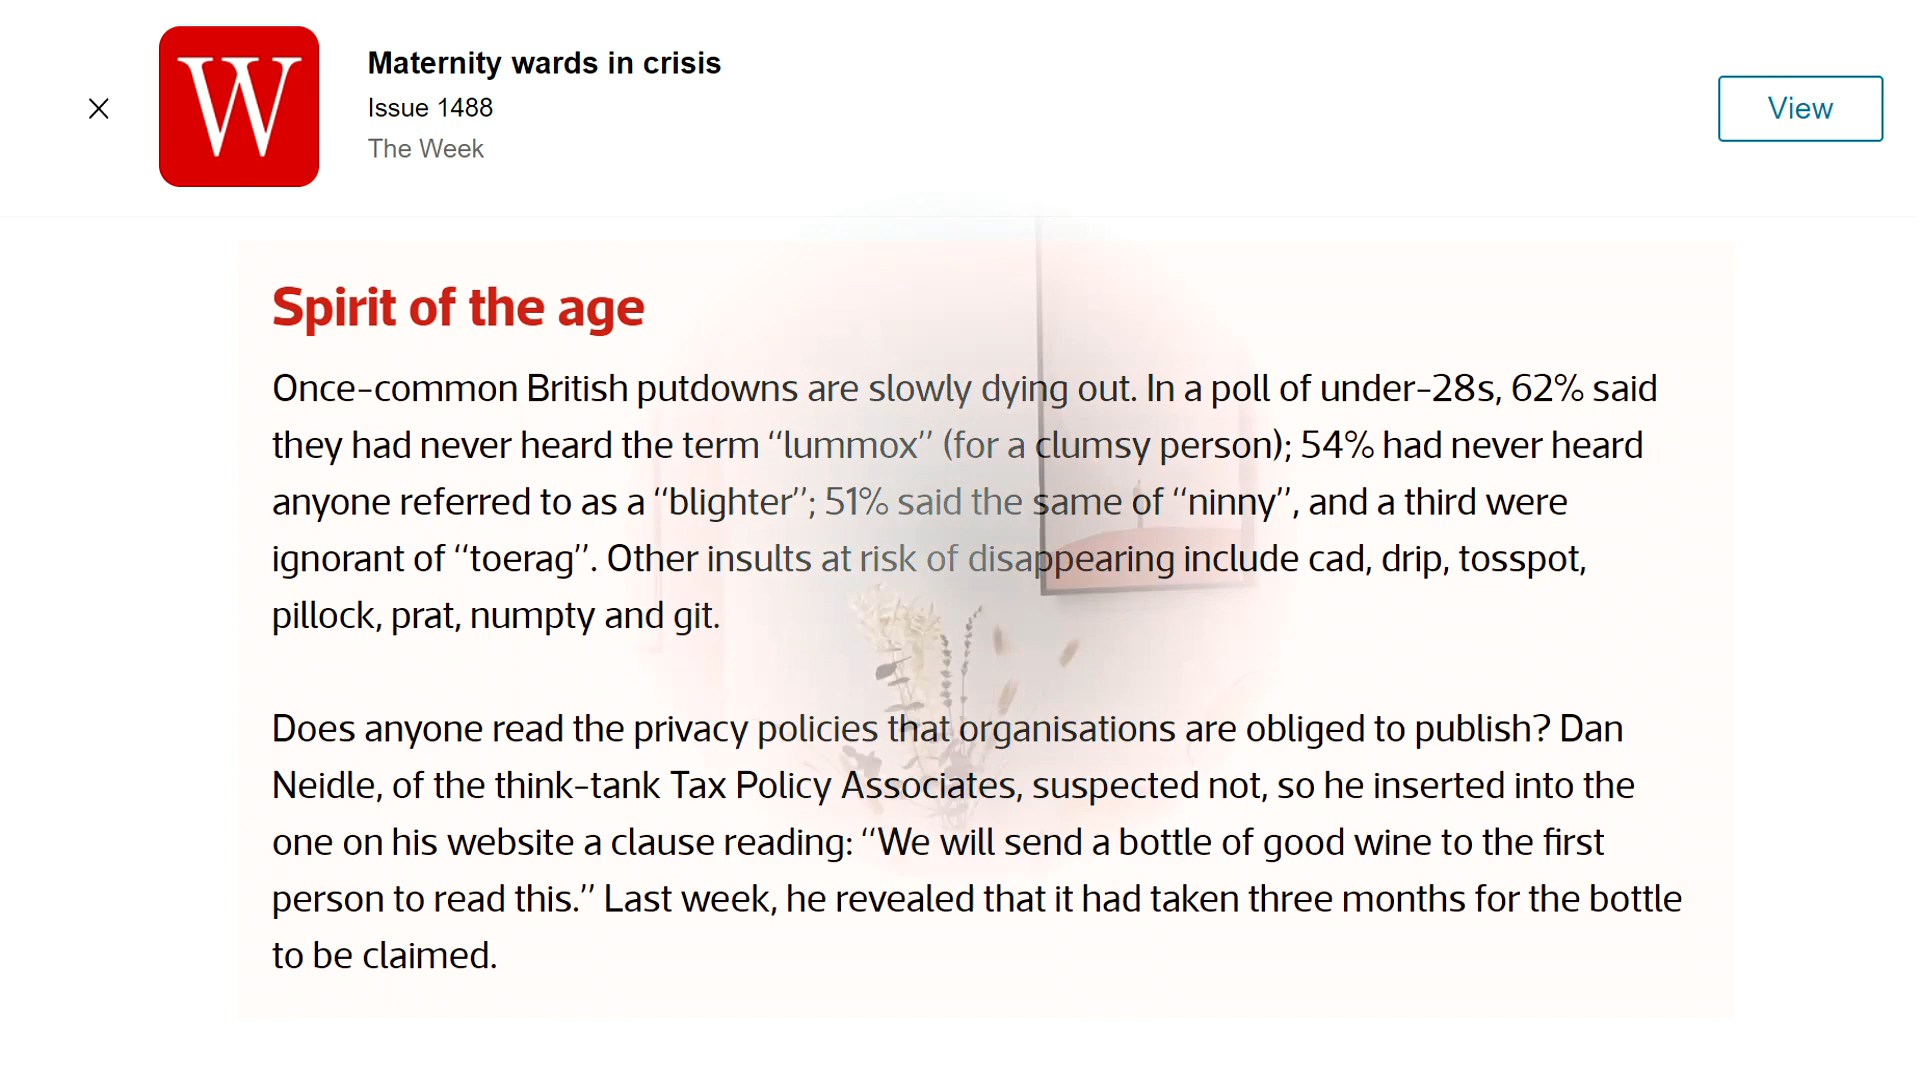 W
Maternity wards in crisis
Issue 1488
The Week
View
Spirit of the age
Once-common British putdowns are slowly dying out. In a poll of under-28s, 62% said
they had never heard the term “lummox” (for a clumsy person); 54% had never heard
anyone referred to as a “blighter”; 51% said the same of “ninny”, and a third were
ignorant of “toerag”. Other insults at risk of disappearing include cad, drip, tosspot,
pillock, prat, numpty and git.
Does anyone read the privacy policies that organisations are obliged to publish? Dan
Neidle, of the think-tank Tax Policy Associates, suspected not, so he inserted into the
one on his website a clause reading: “We will send a bottle of good wine to the first
person to read this.” Last week, he revealed that it had taken three months for the bottle
to be claimed.